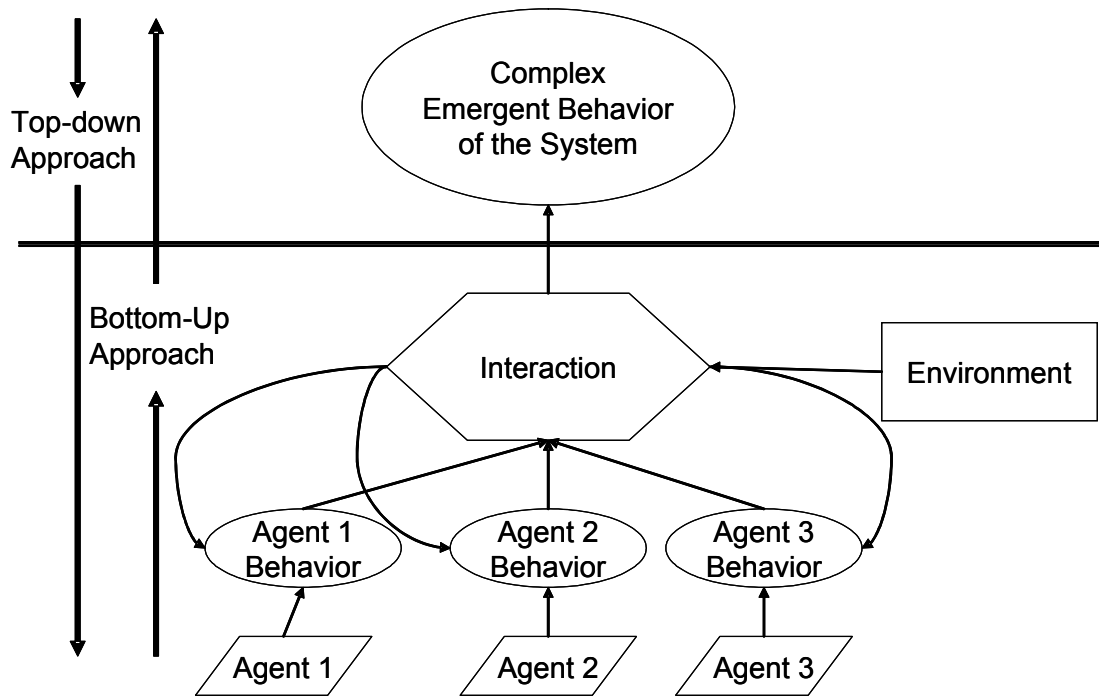 Complex
Emergent Behavior
of the System
Top-down
Approach
Bottom-Up
Approach
Interaction
Environment
Agent 1
Behavior
Agent 2
Behavior
Agent 3
Behavior
Agent 1
Agent 2
Agent 3